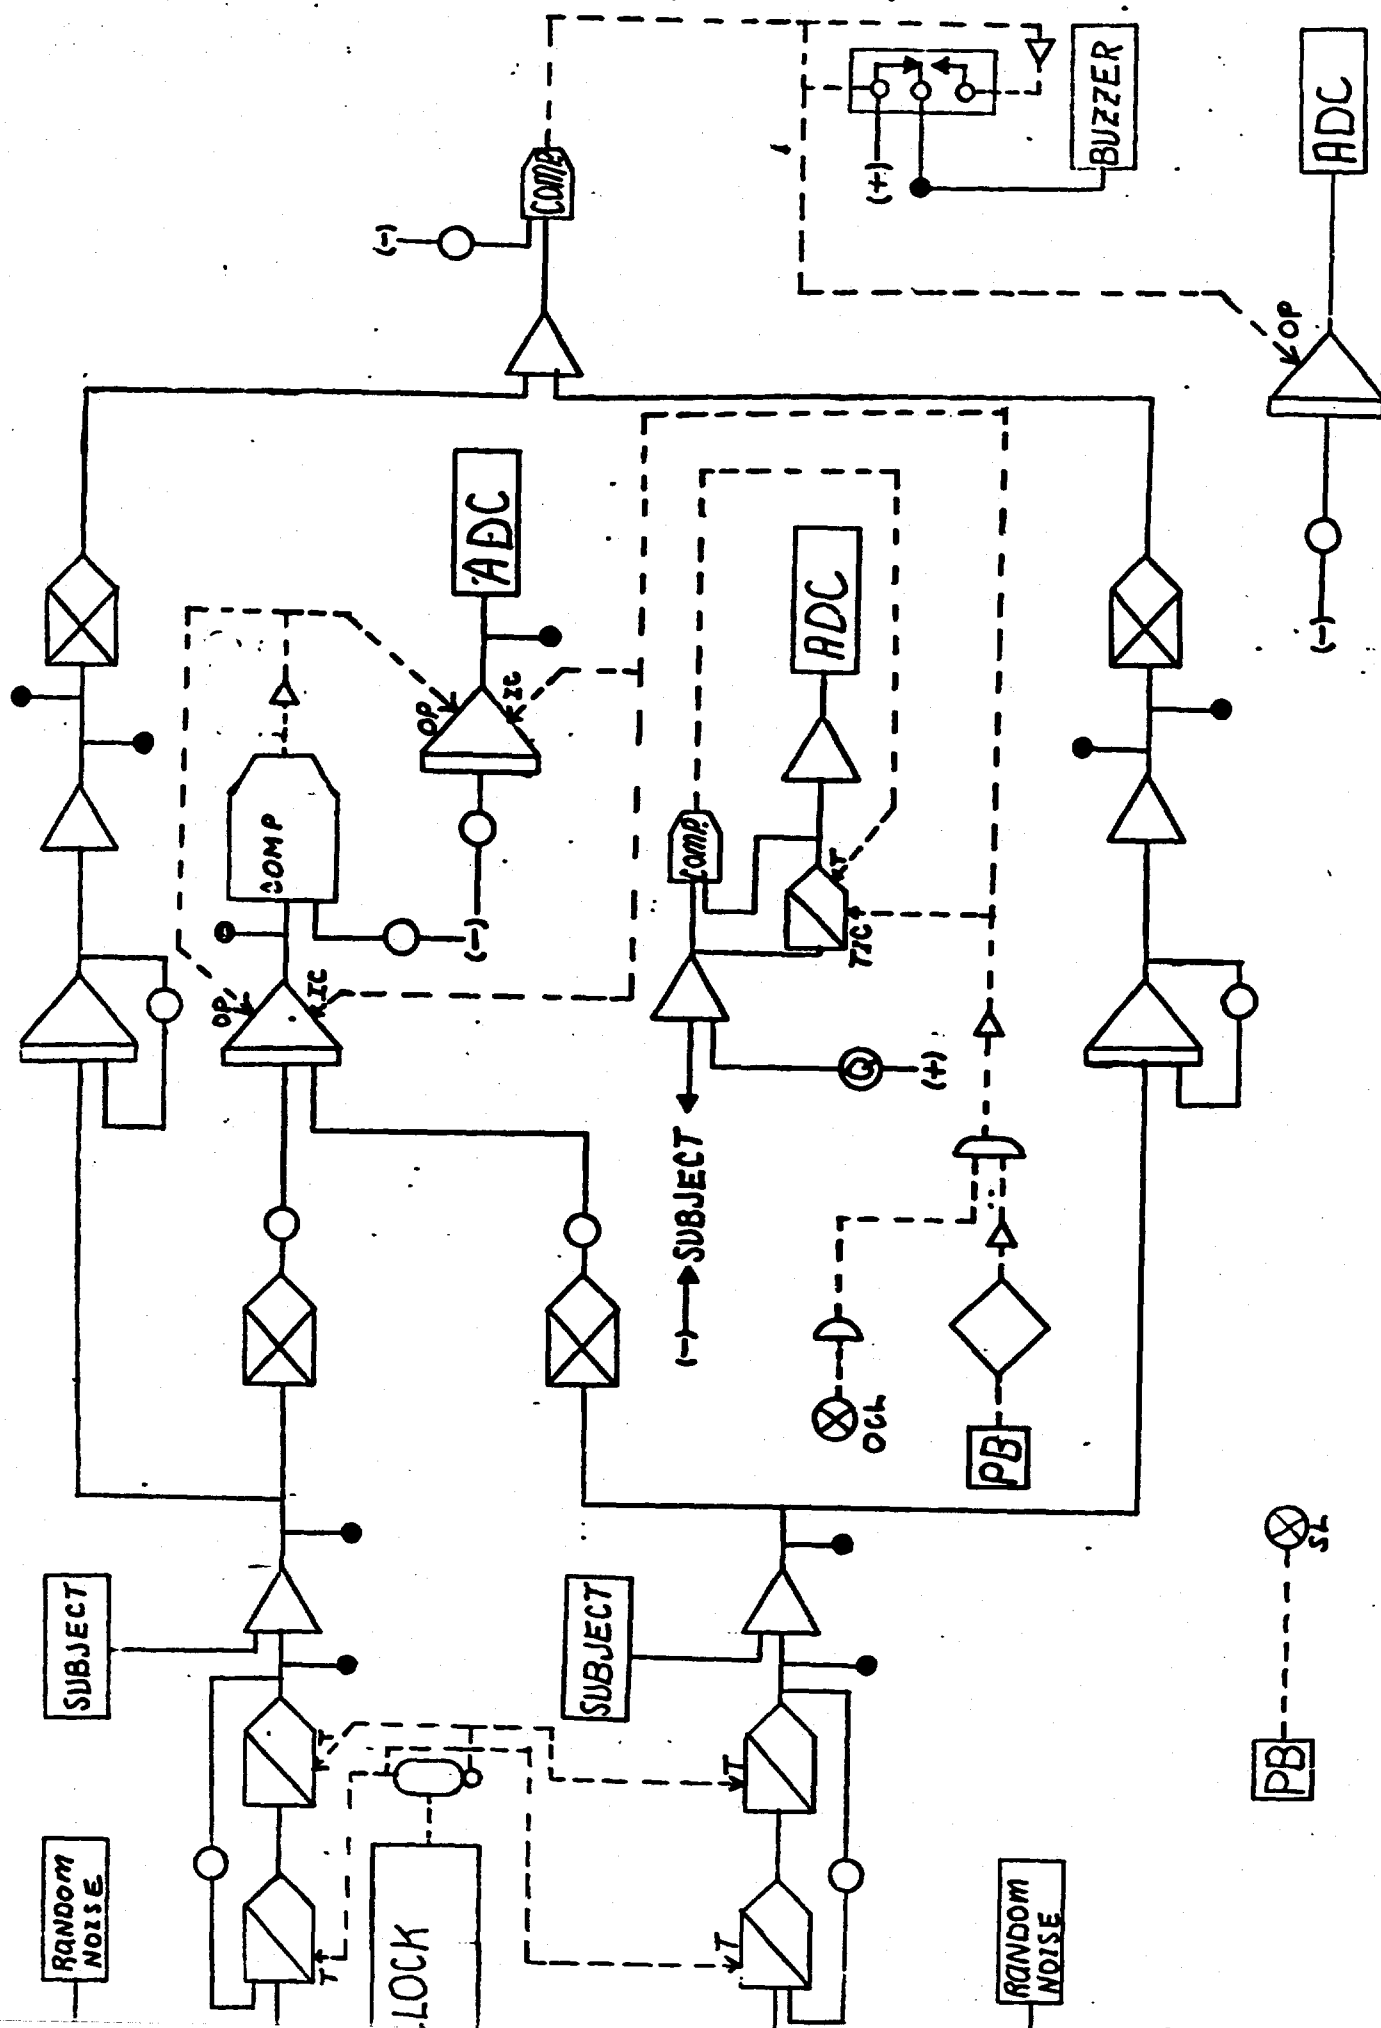 RANDOM
NOISE
SUBJECT
T
T
LOCK
T
T
SUBJECT
RANDOM
NOISE
PB
SL
OP
IC
COMP
(-)
OP
IC
ADC
(-)
SUBJECT
Q
(+)
COMP.
TIC
T
ADC
OCL
PB
(-)
COMP
(+)
BUZZER
(-)
OP
ADC